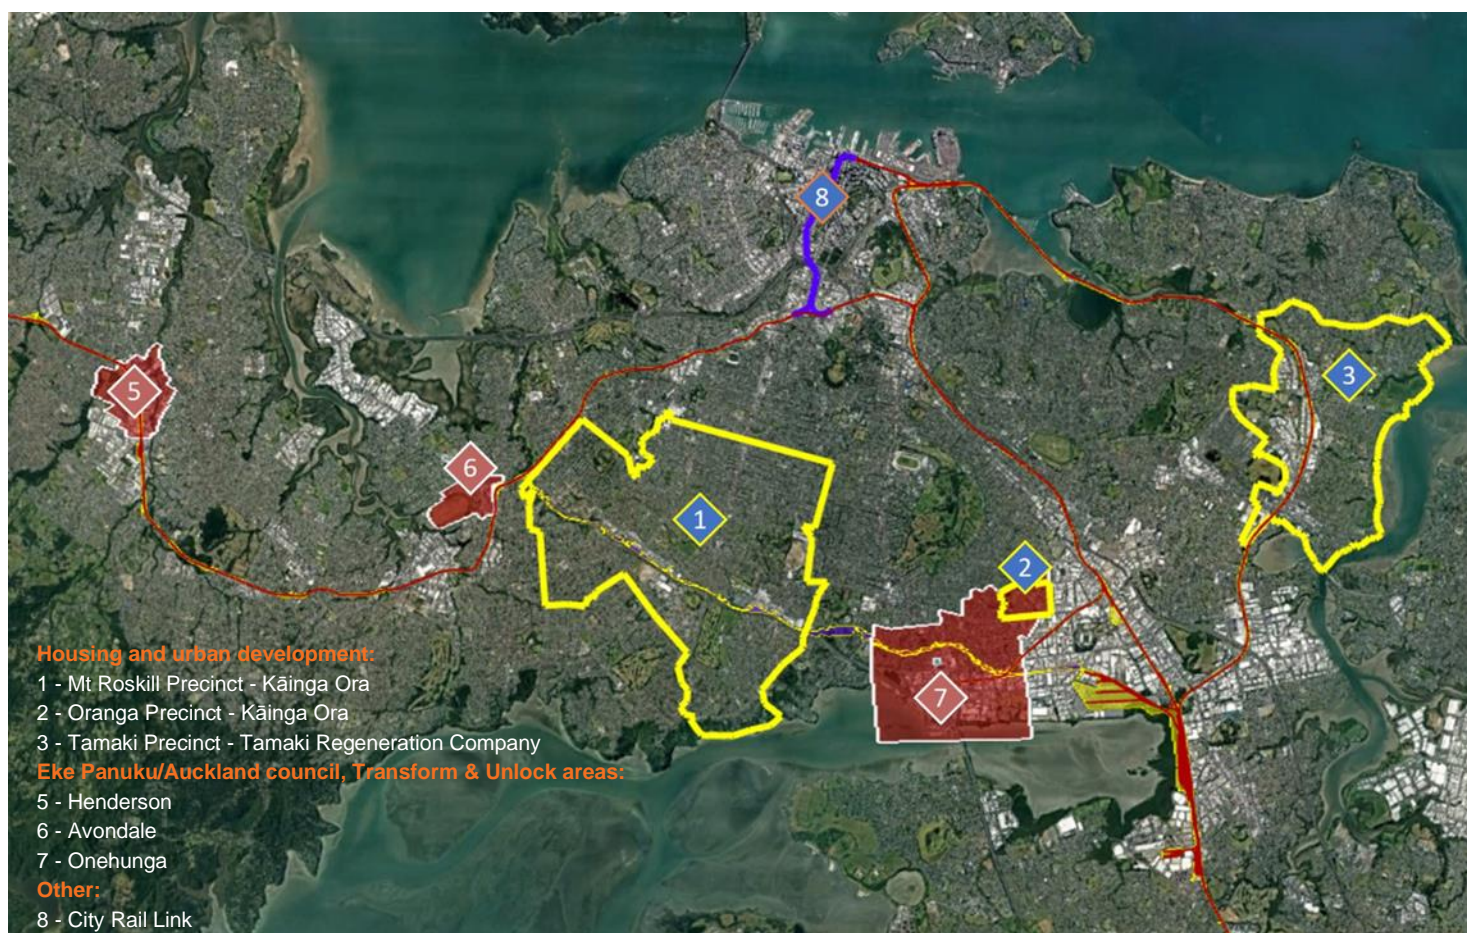 8
3
5
6
1
2
7
Housing and urban development:
1 - Mt Roskill Precinct - Kāinga Ora
2 - Oranga Precinct - Kāinga Ora
3 - Tamaki Precinct - Tamaki Regeneration Company
Eke Panuku/Auckland council, Transform & Unlock areas:
5 - Henderson
6 - Avondale
7 - Onehunga
Other:
8 - City Rail Link